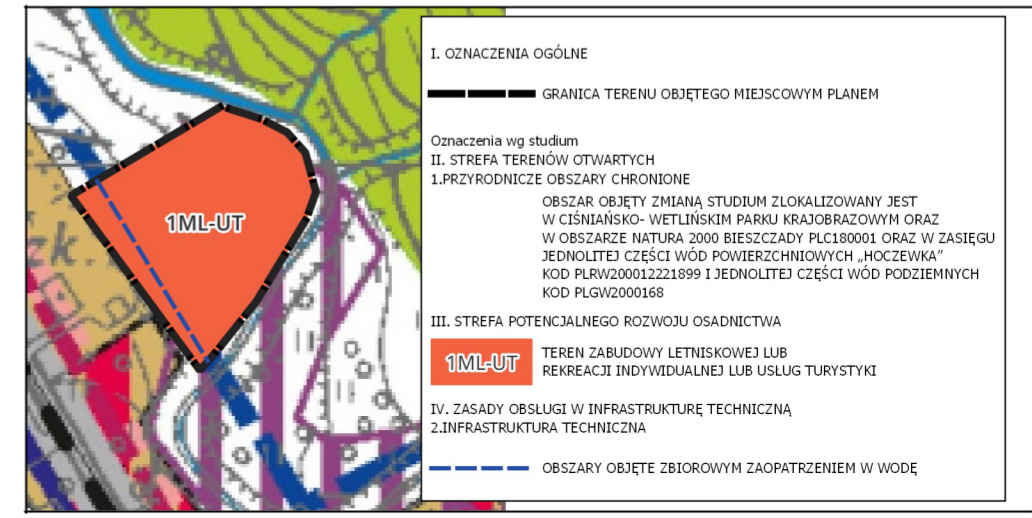 I. OZNACZENIA OGÓLNE
GRANICA TERENU OBJĘTEGO MIEJSCOWYM PLANEM
Oznaczenia wg studium
II. STREFA TERENÓW OTWARTYCH
1.PRZYRODNICZE OBSZARY CHRONIONE
OBSZAR OBJĘTY ZMIANĄ STUDIUM ZLOKALIZOWANY JEST
W CIŚNIAŃSKO- WETLIŃSKIM PARKU KRAJOBRAZOWYM ORAZ
W OBSZARZE NATURA 2000 BIESZCZADY PLC180001 ORAZ W ZASIĘGU
JEDNOLITEJ CZĘŚCI WÓD POWIERZCHNIOWYCH „HOCZEWKA”
KOD PLRW200012221899 I JEDNOLITEJ CZĘŚCI WÓD PODZIEMNYCH
KOD PLGW2000168
III. STREFA POTENCJALNEGO ROZWOJU OSADNICTWA
1ML-UT
TEREN ZABUDOWY LETNISKOWEJ LUB
REKREACJI INDYWIDUALNEJ LUB USŁUG TURYSTYKI
IV. ZASADY OBSŁUGI W INFRASTRUKTURĘ TECHNICZNĄ
2.INFRASTRUKTURA TECHNICZNA
OBSZARY OBJĘTE ZBIOROWYM ZAOPATRZENIEM W WODĘ
1ML-UT
zk.